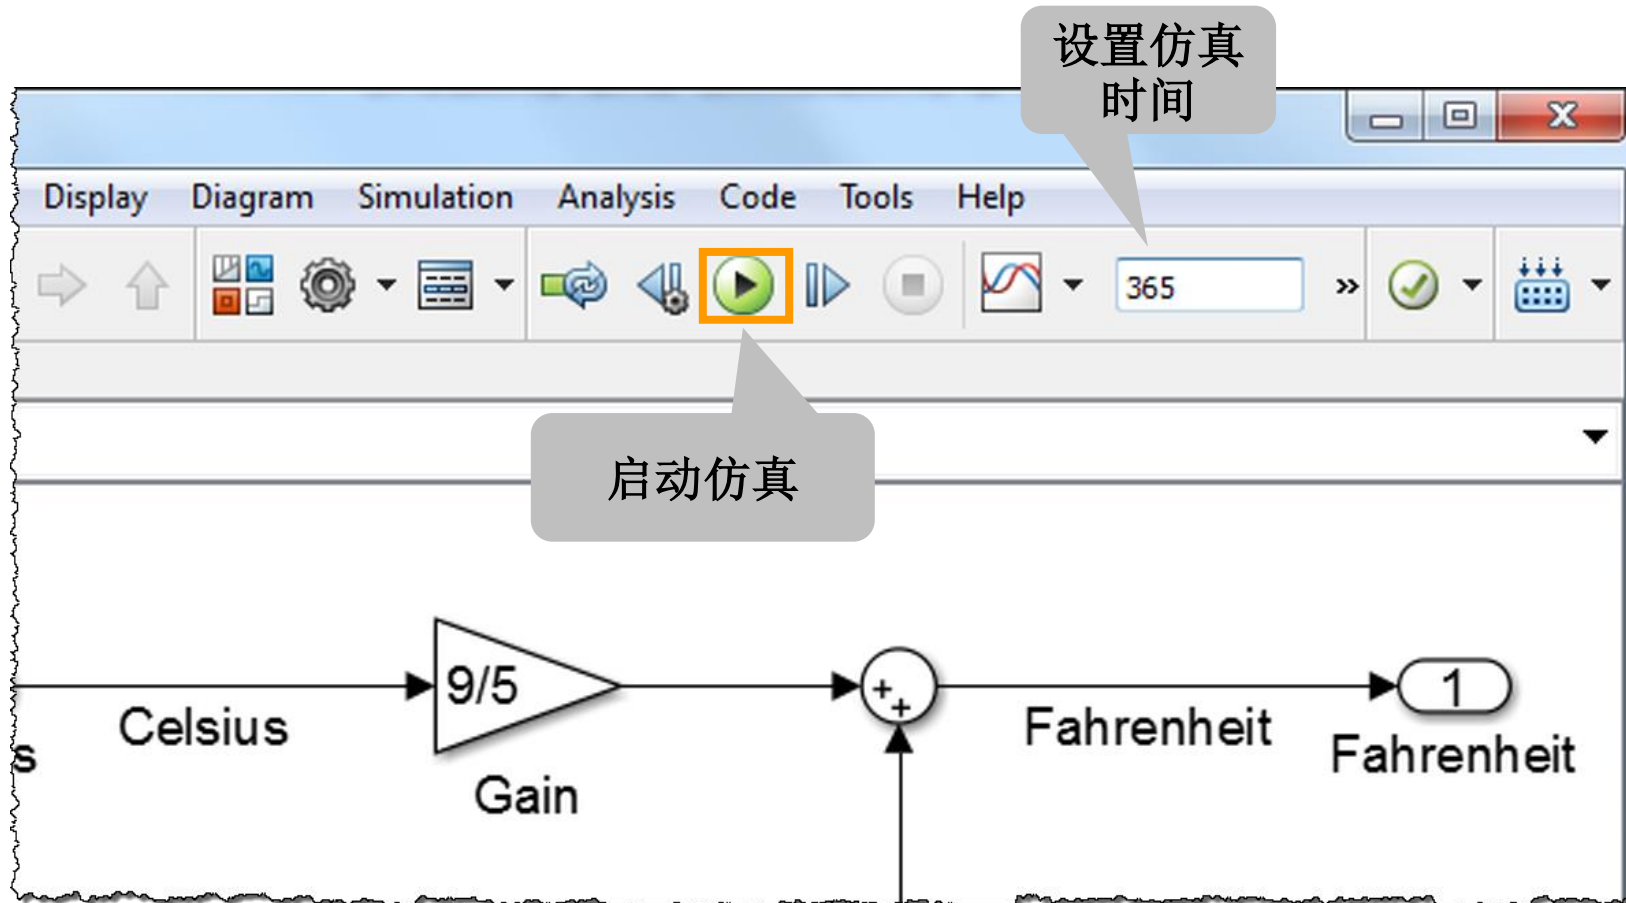 设置仿真
时间
Display Diagram Simulation Analysis Code Tools Help
365
启动仿真
9/5
1
Celsius
Fahrenheit
Fahrenheit
s
Gain